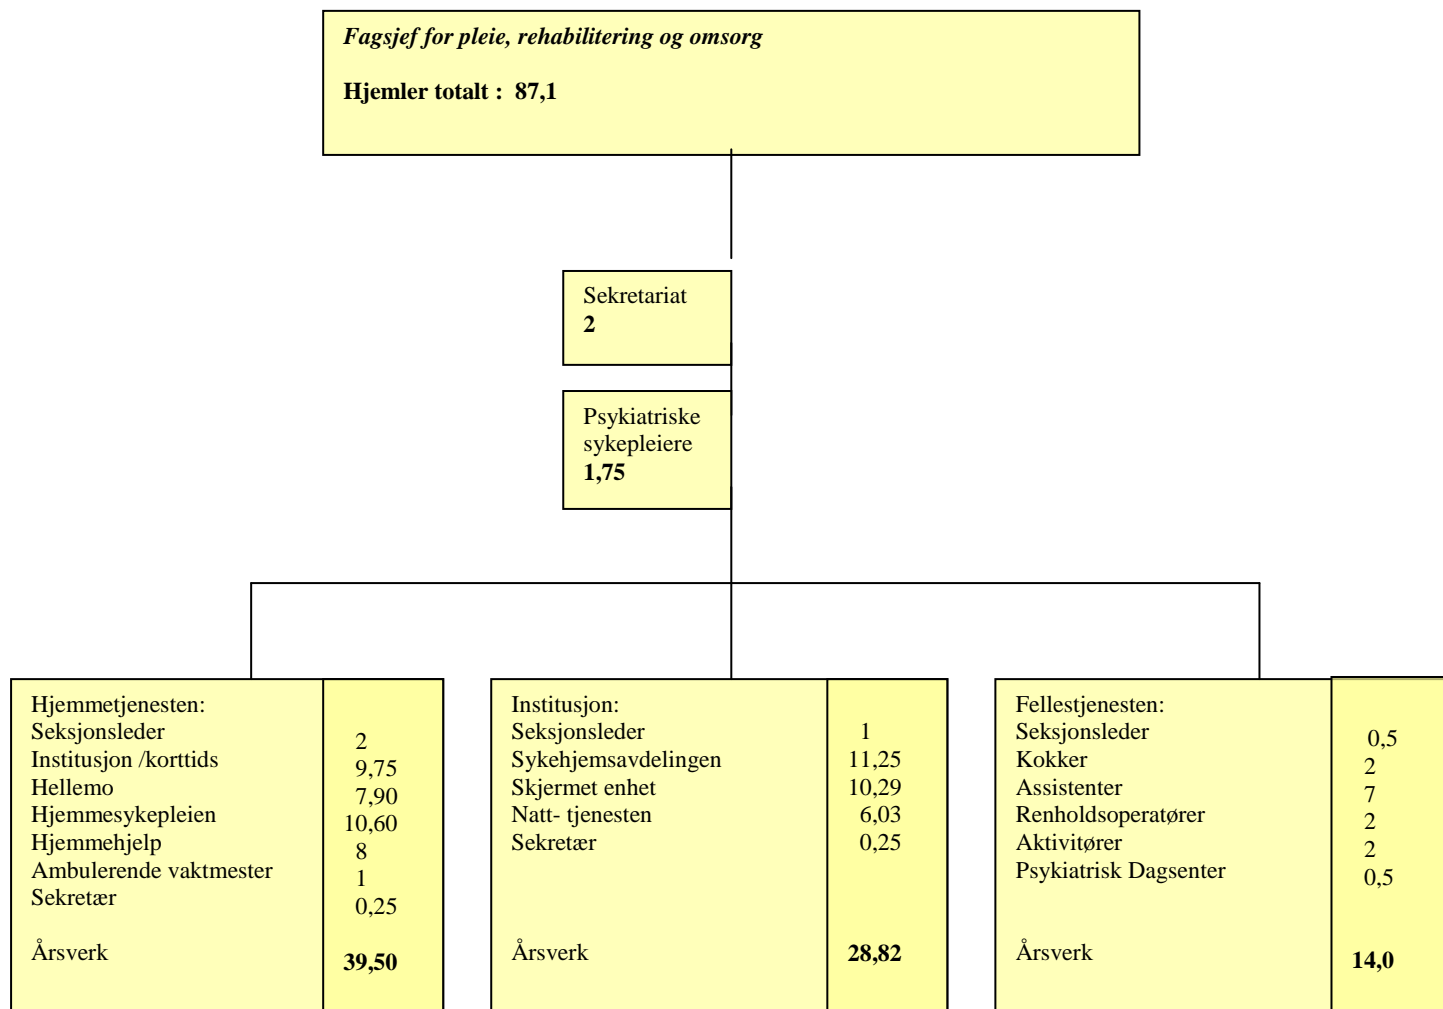 Fagsjef for pleie, rehabilitering og omsorg
Hjemler totalt : 87,1
Sekretariat
2
Psykiatriske
sykepleiere
1,75
Hjemmetjenesten:
Seksjonsleder 2
Institusjon /korttids 9,75
Hellemo 7,90
Hjemmesykepleien 10,60
Hjemmehjelp 8
Ambulerende vaktmester 1
Sekretær 0,25
Årsverk 39,50
Institusjon:
Seksjonsleder 1
Sykehjemsavdelingen 11,25
Skjermet enhet 10,29
Natt- tjenesten 6,03
Sekretær 0,25
Årsverk 28,82
Fellestjenesten:
Seksjonsleder 0,5
Kokker 2
Assistenter 7
Renholdsoperatører 2
Aktivitører 2
Psykiatrisk Dagsenter 0,5
Årsverk 14,0